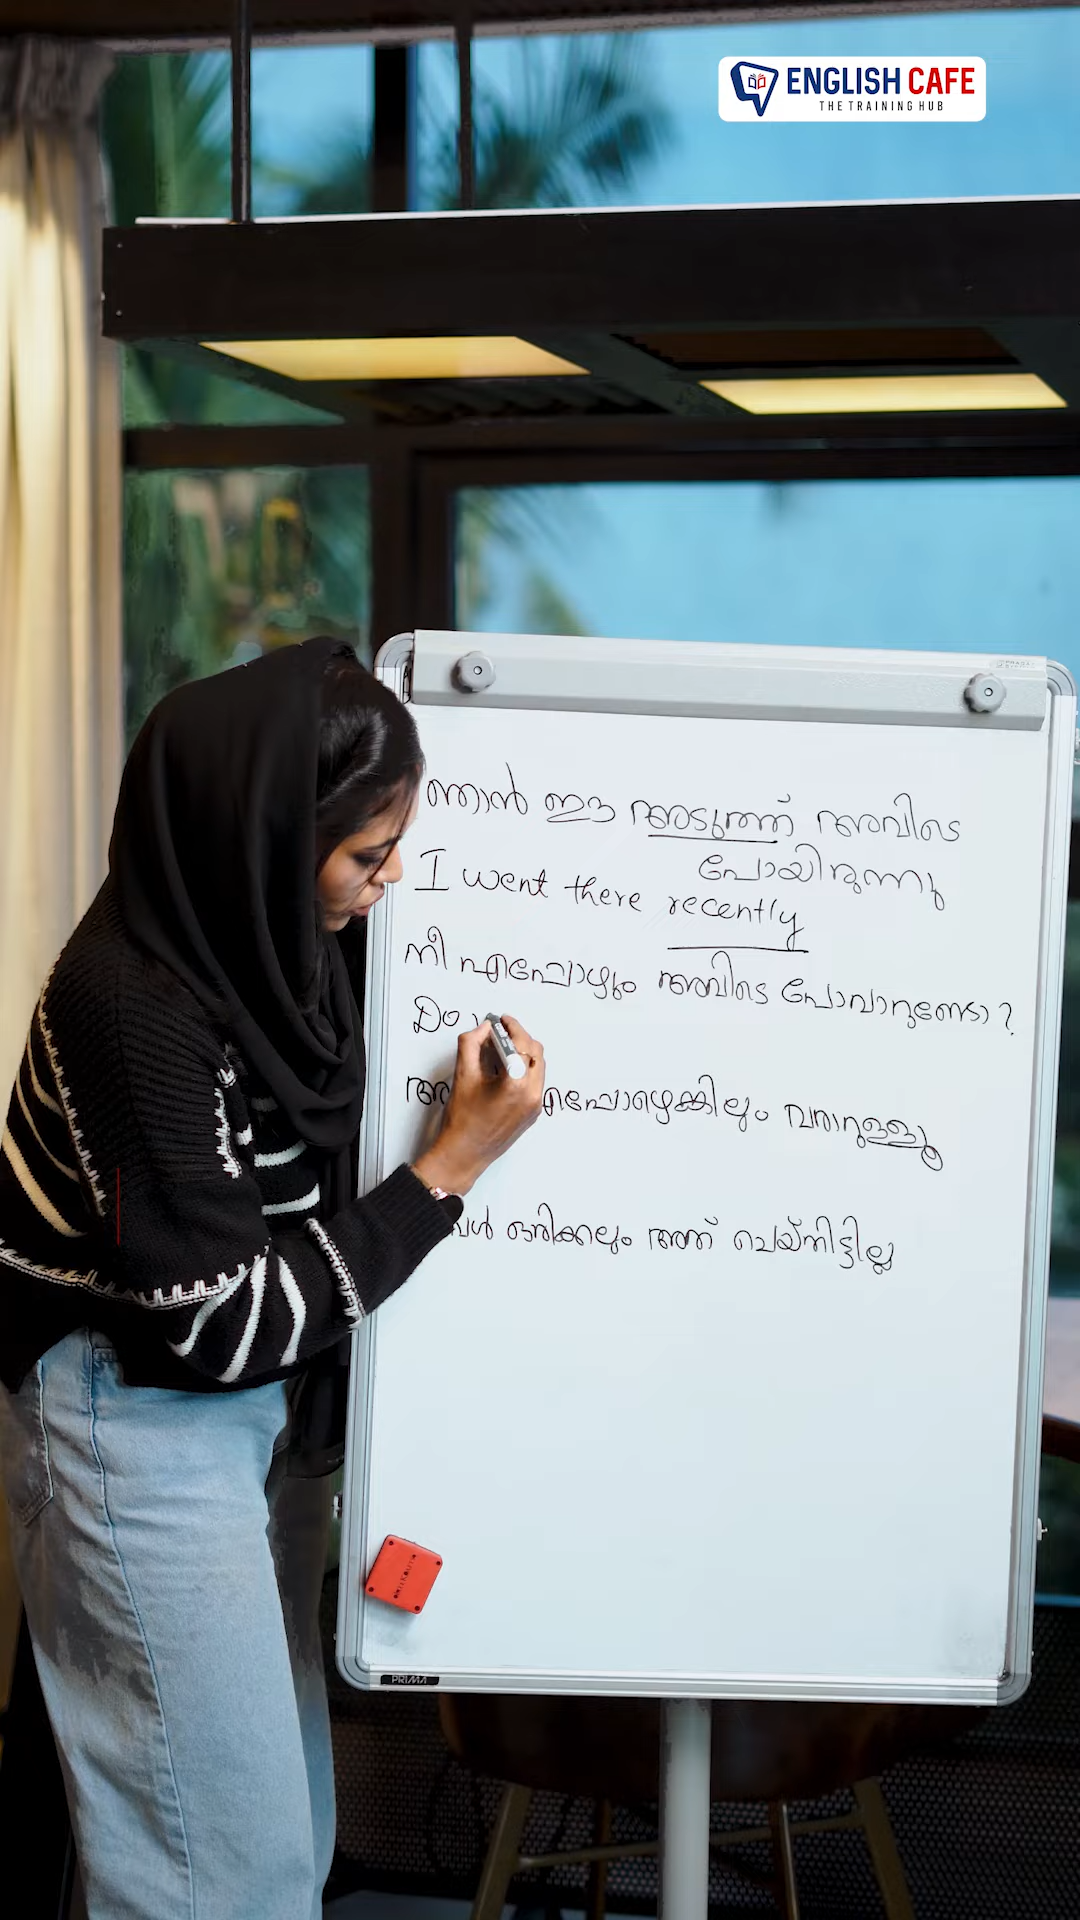 ENGLISH CAFE
THE TRAINING HUB
ഞാൻ ഈ അടുത്ത് അവിടെ
പോയിരുന്നു
I went there recently
നീ എപ്പോഴും അവിടെ പോവാറുണ്ടോ?
Do
എപ്പോഴെങ്കിലും വരാറുള്ളൂ
ഒരിക്കലും അത് ചെയ്തിട്ടില്ല
PRIMA